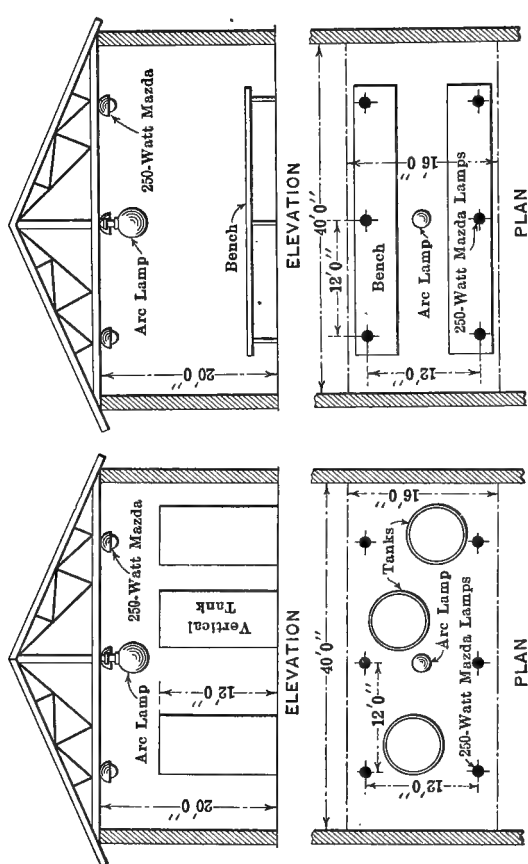 250-Watt Mazda
Arc Lamp
20'0"
Bench
ELEVATION
40'0"
16'0"
12'0"
Bench
Arc Lamp
12'0"
250-Watt Mazda Lamps
PLAN
250-Watt Mazda
Arc Lamp
20'0"
12'0"
Vertical
Tank
ELEVATION
40'0"
16'0"
Tanks
12'0"
Arc Lamp
12'0"
250-Watt Mazda Lamps
PLAN